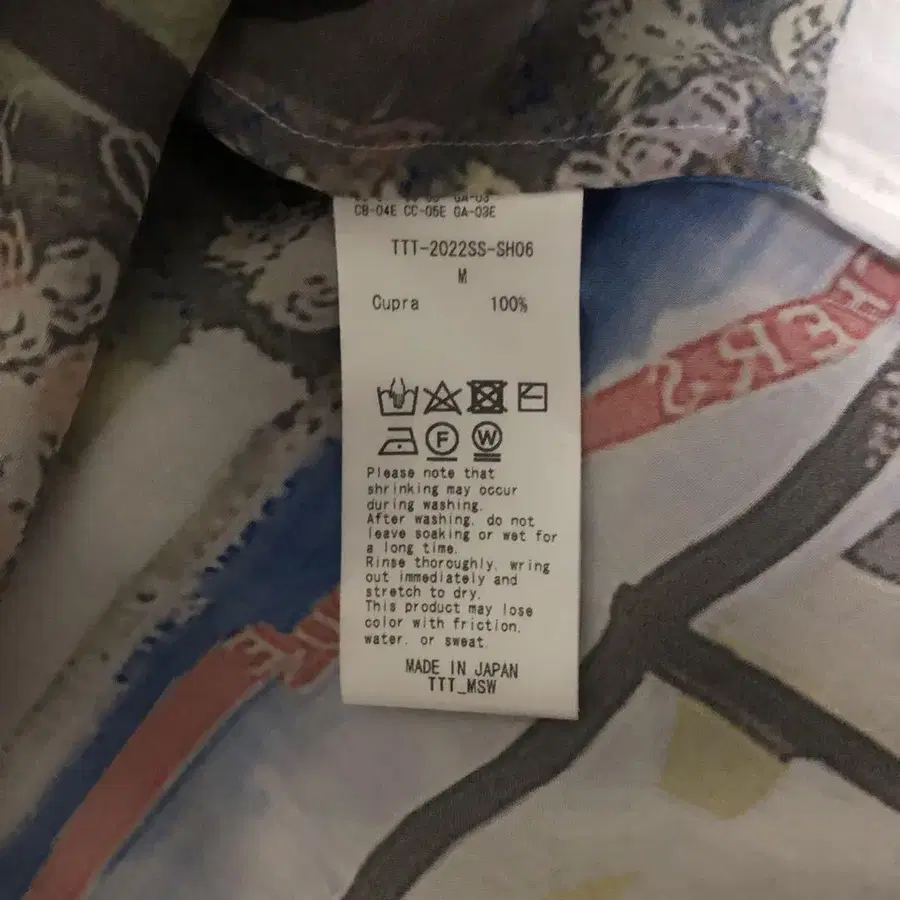 CB-04E CC-05E GA-03E
TTT-2022SS-SH06
M
Cupra 100%
F W
Please note that
shrinking may occur
during washing.
After washing, do not
leave soaking or wet for
a long time.
Rinse thoroughly, wring
out immediately and
stretch to dry.
This product may lose
color with friction,
water, or sweat.
MADE IN JAPAN
TTT_MSW
HERS